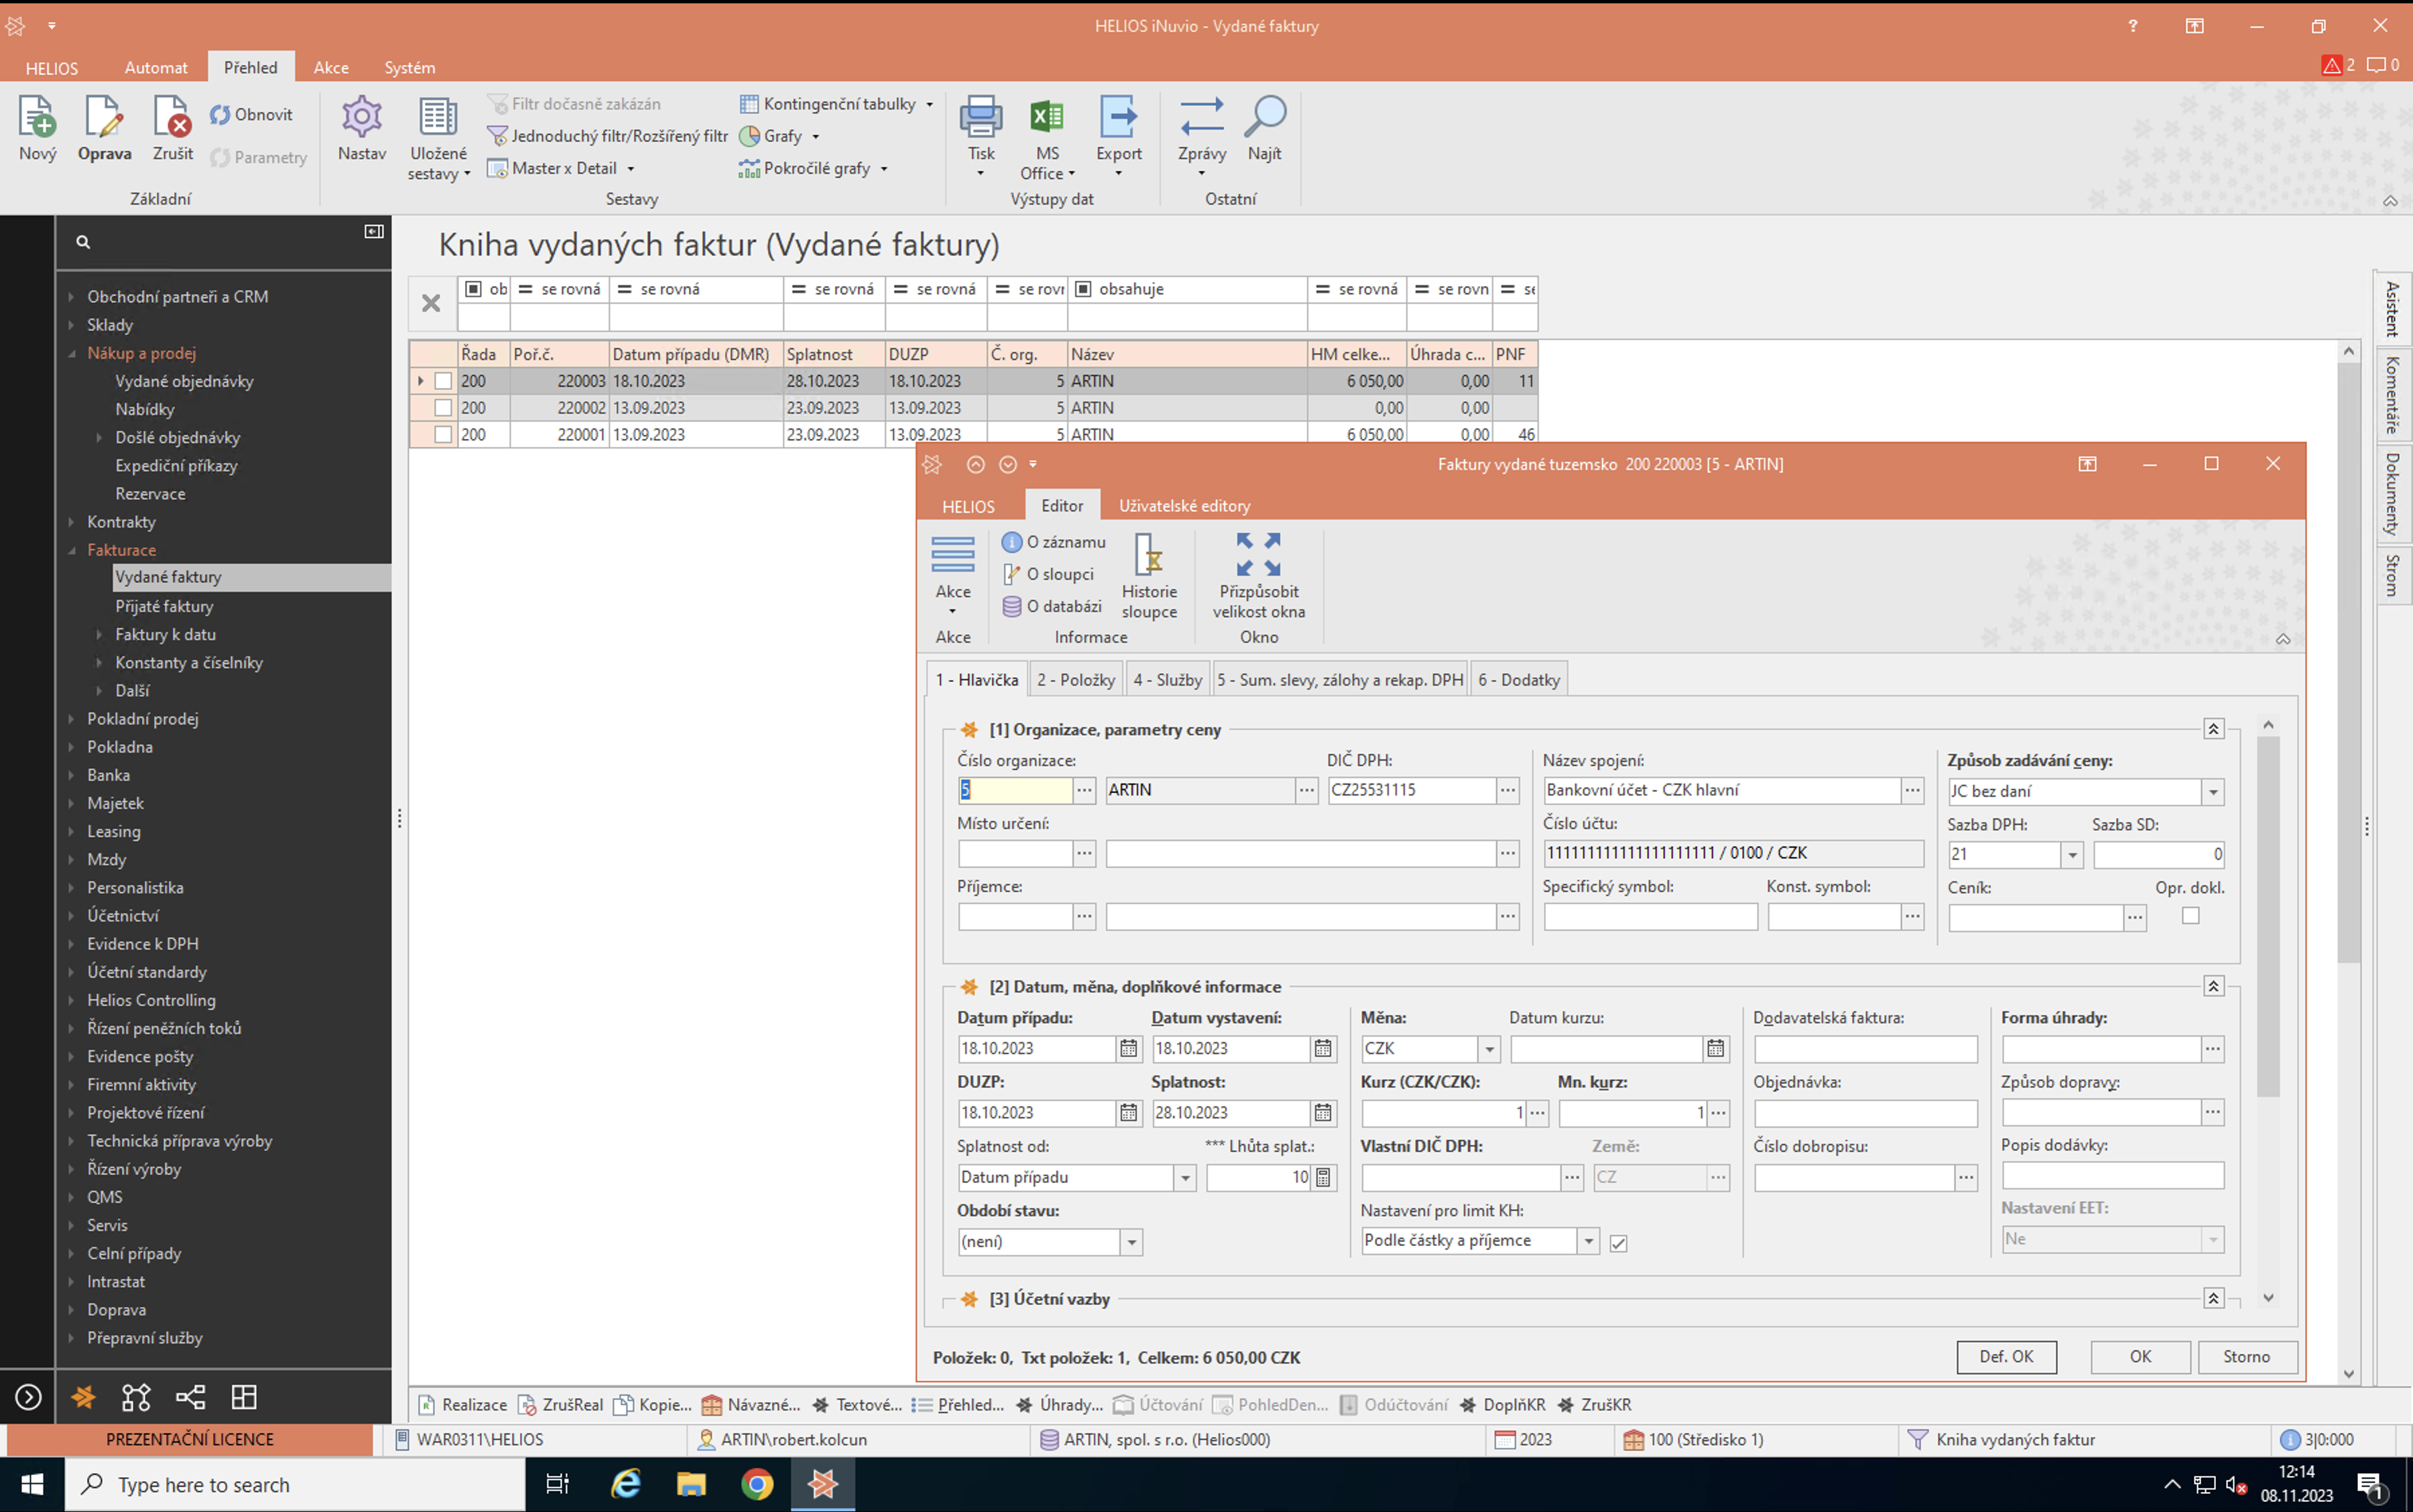 HELIOS iNuvio - Vydané faktury
HELIOS Automat Přehled Akce Systém 2 0
Nový Oprava Zrušit Obnovit Parametry
Základní
Nastav Uložené sestavy Filtr dočasně zakázán Jednoduchý filtr/Rozšířený filtr Master x Detail Kontingenční tabulky Grafy Pokročilé grafy
Sestavy
Tisk MS Office Export
Výstupy dat
Zprávy Najít
Ostatní
Obchodní partneři a CRM
Sklady
Nákup a prodej
Vydané objednávky
Nabídky
Došlé objednávky
Expediční příkazy
Rezervace
Kontrakty
Fakturace
Vydané faktury
Přijaté faktury
Faktury k datu
Konstanty a číselníky
Další
Pokladní prodej
Pokladna
Banka
Majetek
Leasing
Mzdy
Personalistika
Účetnictví
Evidence k DPH
Účetní standardy
Helios Controlling
Řízení peněžních toků
Evidence pošty
Firemní aktivity
Projektové řízení
Technická příprava výroby
Řízení výroby
QMS
Servis
Celní případy
Intrastat
Doprava
Přepravní služby
Kniha vydaných faktur (Vydané faktury)
ob = se rovná = se rovná = se rovná = se rovná = se rovn obsahuje = se rovná = se rovn = se
Řada Poř.č. Datum případu (DMR) Splatnost DUZP Č. org. Název HM celke... Úhrada c... PNF
200 220003 18.10.2023 28.10.2023 18.10.2023 5 ARTIN 6 050,00 0,00 11
200 220002 13.09.2023 23.09.2023 13.09.2023 5 ARTIN 0,00 0,00
200 220001 13.09.2023 23.09.2023 13.09.2023 5 ARTIN 6 050,00 0,00 46
Asistent
Komentáře
Dokumenty
Strom
Faktury vydané tuzemsko 200 220003 [5 - ARTIN]
HELIOS Editor Uživatelské editory
Akce
Akce
O záznamu
O sloupci
O databázi
Historie sloupce
Informace
Přizpůsobit velikost okna
Okno
1 - Hlavička 2 - Položky 4 - Služby 5 - Sum. slevy, zálohy a rekap. DPH 6 - Dodatky
[1] Organizace, parametry ceny
Číslo organizace: DIČ DPH: Název spojení: Způsob zadávání ceny:
5 ... ARTIN ... CZ25531115 ... Bankovní účet - CZK hlavní ... JC bez daní
Místo určení: Číslo účtu: Sazba DPH: Sazba SD:
... ... 11111111111111111111 / 0100 / CZK 21 0
Příjemce: Specifický symbol: Konst. symbol: Ceník: Opr. dokl.
... ... ... ...
[2] Datum, měna, doplňkové informace
Datum případu: Datum vystavení: Měna: Datum kurzu: Dodavatelská faktura: Forma úhrady:
18.10.2023 18.10.2023 CZK ...
DUZP: Splatnost: Kurz (CZK/CZK): Mn. kurz: Objednávka: Způsob dopravy:
18.10.2023 28.10.2023 1 ... 1 ... ...
Splatnost od: *** Lhůta splat.: Vlastní DIČ DPH: Země: Číslo dobropisu: Popis dodávky:
Datum případu 10 ... CZ ... ...
Období stavu: Nastavení pro limit KH: Nastavení EET:
(není) Podle částky a příjemce Ne
[3] Účetní vazby
Položek: 0, Txt položek: 1, Celkem: 6 050,00 CZK
Def. OK OK Storno
Realizace ZrušReal Kopie... Návazné... Textové... Přehled... Úhrady... Účtování PohledDen... Odúčtování DoplňKR ZrušKR
PREZENTAČNÍ LICENCE WAR0311\HELIOS ARTIN\robert.kolcun ARTIN, spol. s r.o. (Helios000) 2023 100 (Středisko 1) Kniha vydaných faktur 3|0:000
Type here to search
12:14
08.11.2023
1